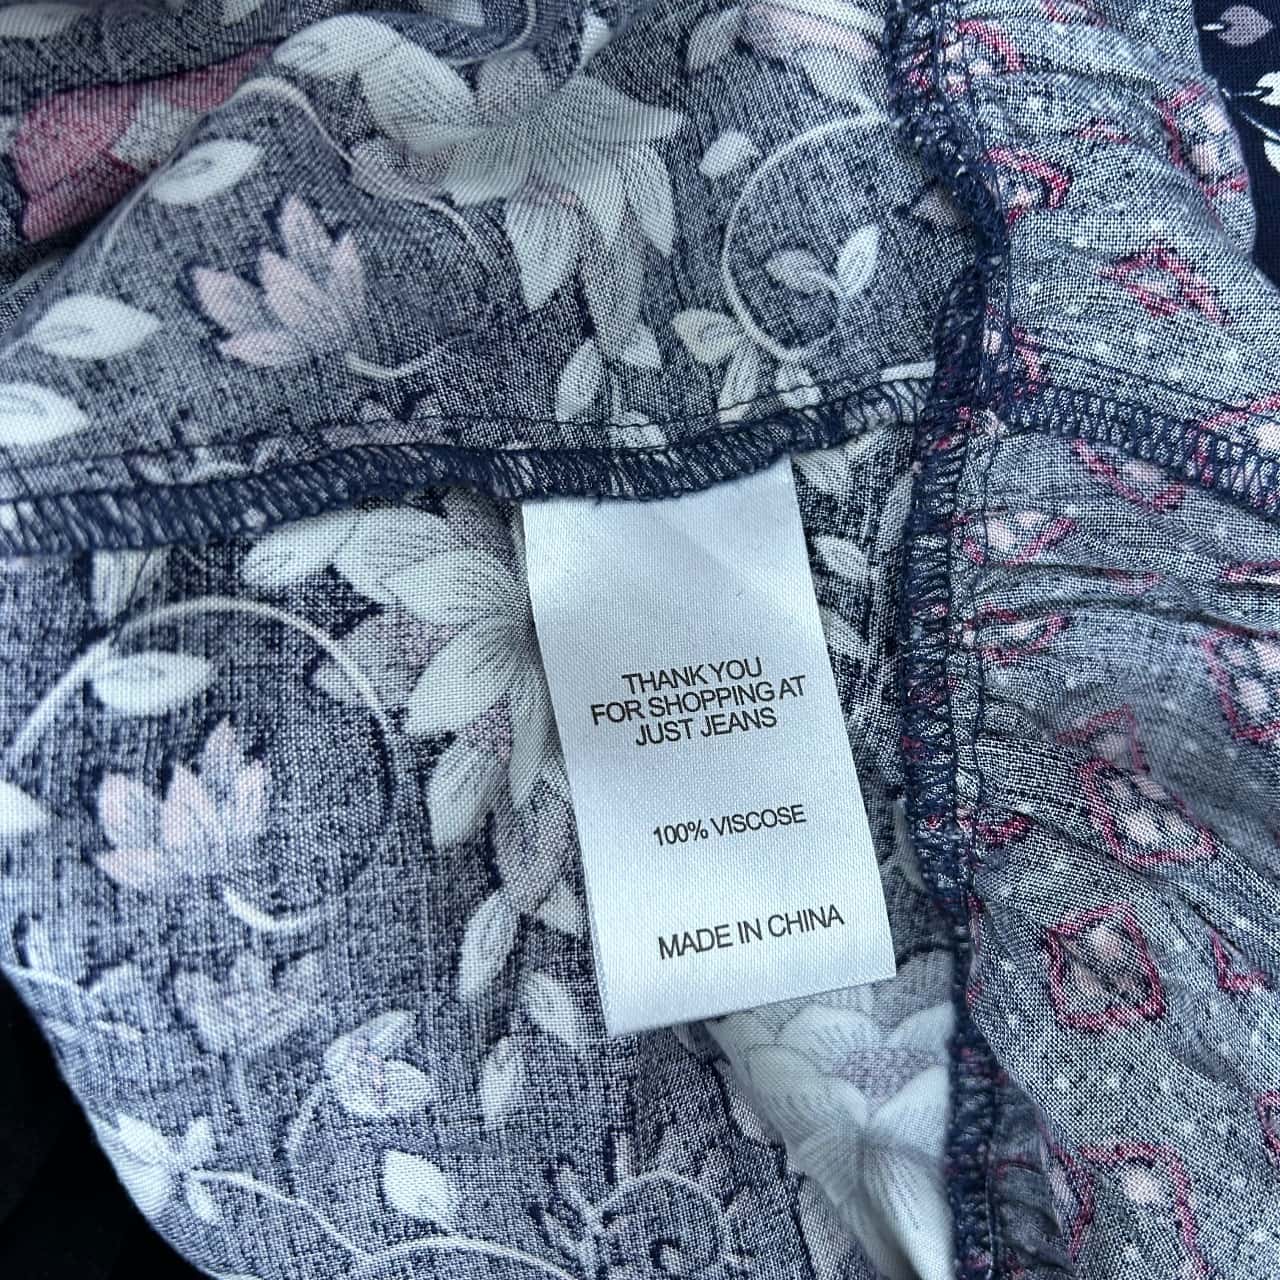 THANK YOU
FOR SHOPPING AT
JUST JEANS
100% VISCOSE
MADE IN CHINA